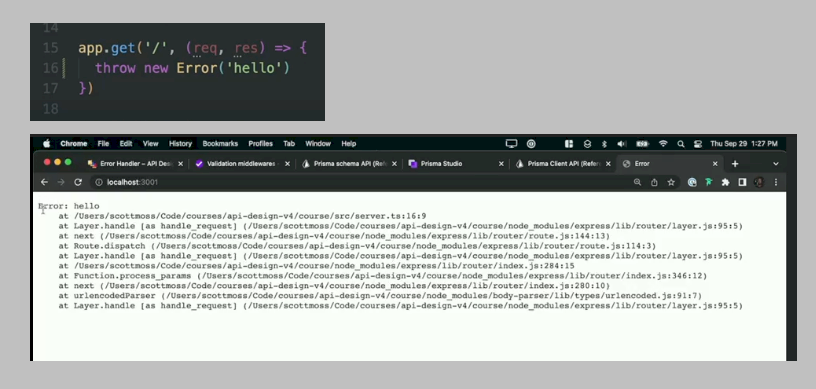 14
15 app.get('/', (req, res) => {
16 throw new Error('hello')
17 })
18
Chrome File Edit View History Bookmarks Profiles Tab Window Help Thu Sep 29 1:27 PM
Error Handler – API Des Validation middlewares Prisma schema API (Ref Prisma Studio Prisma Client API (Refer Error
localhost:3001
Error: hello
at /Users/scottmoss/Code/courses/api-design-v4/course/src/server.ts:16:9
at Layer.handle [as handle_request] (/Users/scottmoss/Code/courses/api-design-v4/course/node_modules/express/lib/router/layer.js:95:5)
at next (/Users/scottmoss/Code/courses/api-design-v4/course/node_modules/express/lib/router/route.js:144:13)
at Route.dispatch (/Users/scottmoss/Code/courses/api-design-v4/course/node_modules/express/lib/router/route.js:114:3)
at Layer.handle [as handle_request] (/Users/scottmoss/Code/courses/api-design-v4/course/node_modules/express/lib/router/layer.js:95:5)
at /Users/scottmoss/Code/courses/api-design-v4/course/node_modules/express/lib/router/index.js:284:15
at Function.process_params (/Users/scottmoss/Code/courses/api-design-v4/course/node_modules/express/lib/router/index.js:346:12)
at next (/Users/scottmoss/Code/courses/api-design-v4/course/node_modules/express/lib/router/index.js:280:10)
at urlencodedParser (/Users/scottmoss/Code/courses/api-design-v4/course/node_modules/body-parser/lib/types/urlencoded.js:91:7)
at Layer.handle [as handle_request] (/Users/scottmoss/Code/courses/api-design-v4/course/node_modules/express/lib/router/layer.js:95:5)